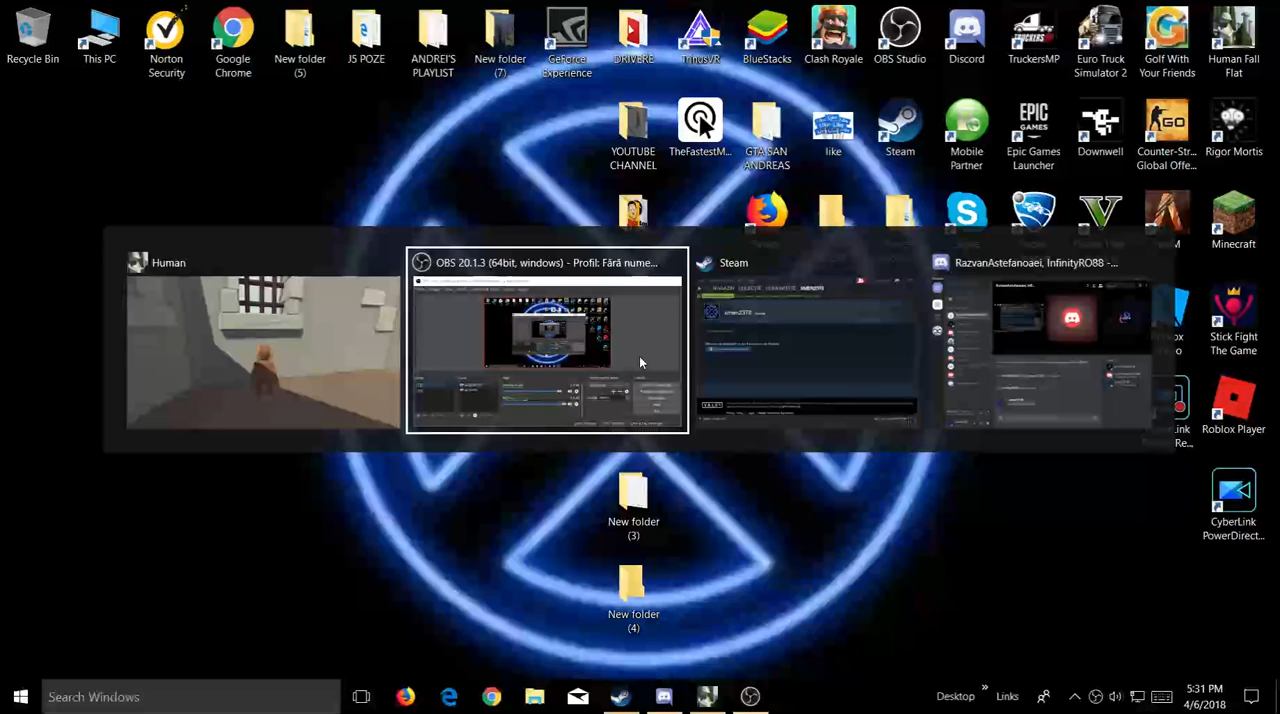 Recycle Bin
This PC
Norton Security
Google Chrome
New folder (5)
JS POZE
ANDREI'S PLAYLIST
New folder (7)
GeForce Experience
DRIVERE
TrinusVR
BlueStacks
Clash Royale
OBS Studio
Discord
TruckersMP
Euro Truck Simulator 2
Golf With Your Friends
Human Fall Flat
YOUTUBE CHANNEL
TheFastestM...
GTA SAN ANDREAS
like
Steam
Mobile Partner
EPIC GAMES
Epic Games Launcher
Downwell
GO
Counter-Str... Global Offe...
Rigor Mortis
Minecraft
Human
OBS 20.1.3 (64bit, windows) - Profil: Fără nume...
Steam
RazvanAstefanoaei, InfinityRO88 - ...
Stick Fight The Game
Roblox Player
New folder (3)
CyberLink PowerDirect...
New folder (4)
Search Windows
Desktop
Links
5:31 PM
4/6/2018